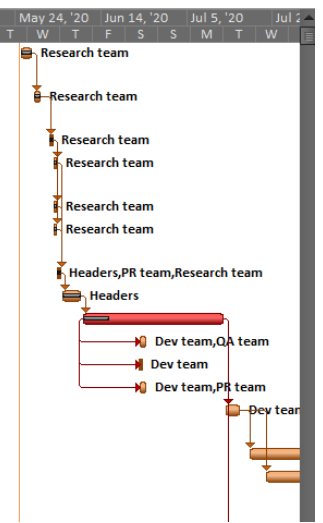 May 24, '20 Jun 14, '20 Jul 5, '20 Jul
T W T F S S M T W
Research team
Research team
Research team
Research team
Research team
Research team
Headers,PR team,Research team
Headers
Dev team,QA team
Dev team
Dev team,PR team
Dev tear